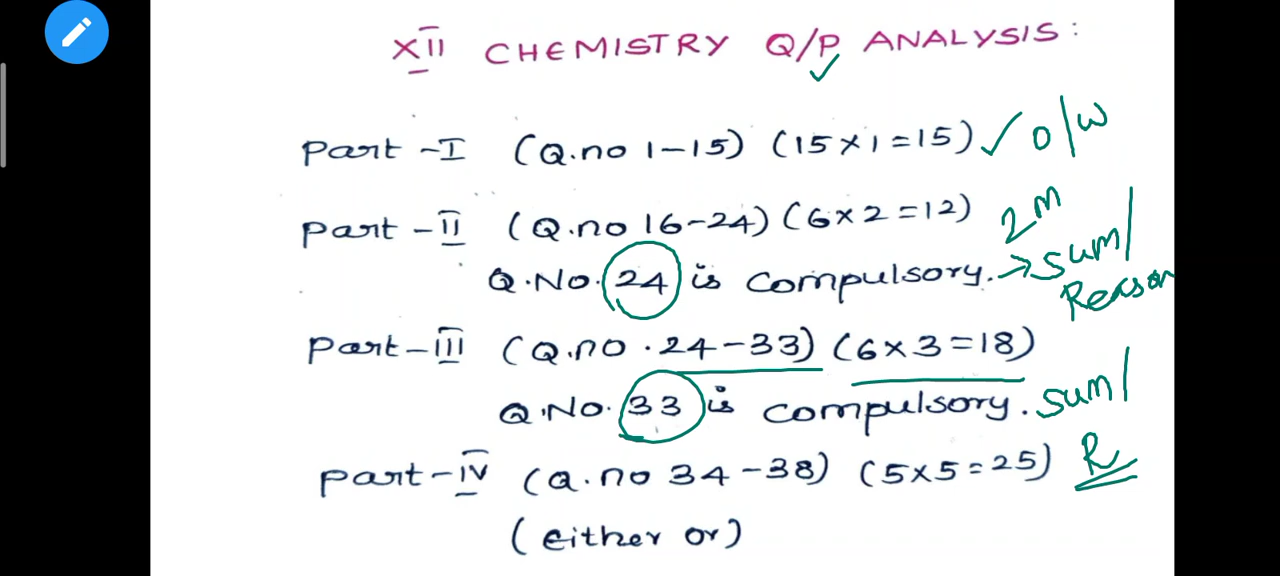 XII CHEMISTRY Q/P ANALYSIS:
Part-I (Q.no 1-15) (15×1=15) ✓ O/W
Part-II (Q.no 16-24) (6×2=12) 2M
Q.No. 24 is compulsory. → Sum/
Reason
Part-III (Q.no.24-33) (6×3=18)
Q.No. 33 is compulsory. Sum/
Part-IV (Q.no 34-38) (5×5=25) R
(either or)